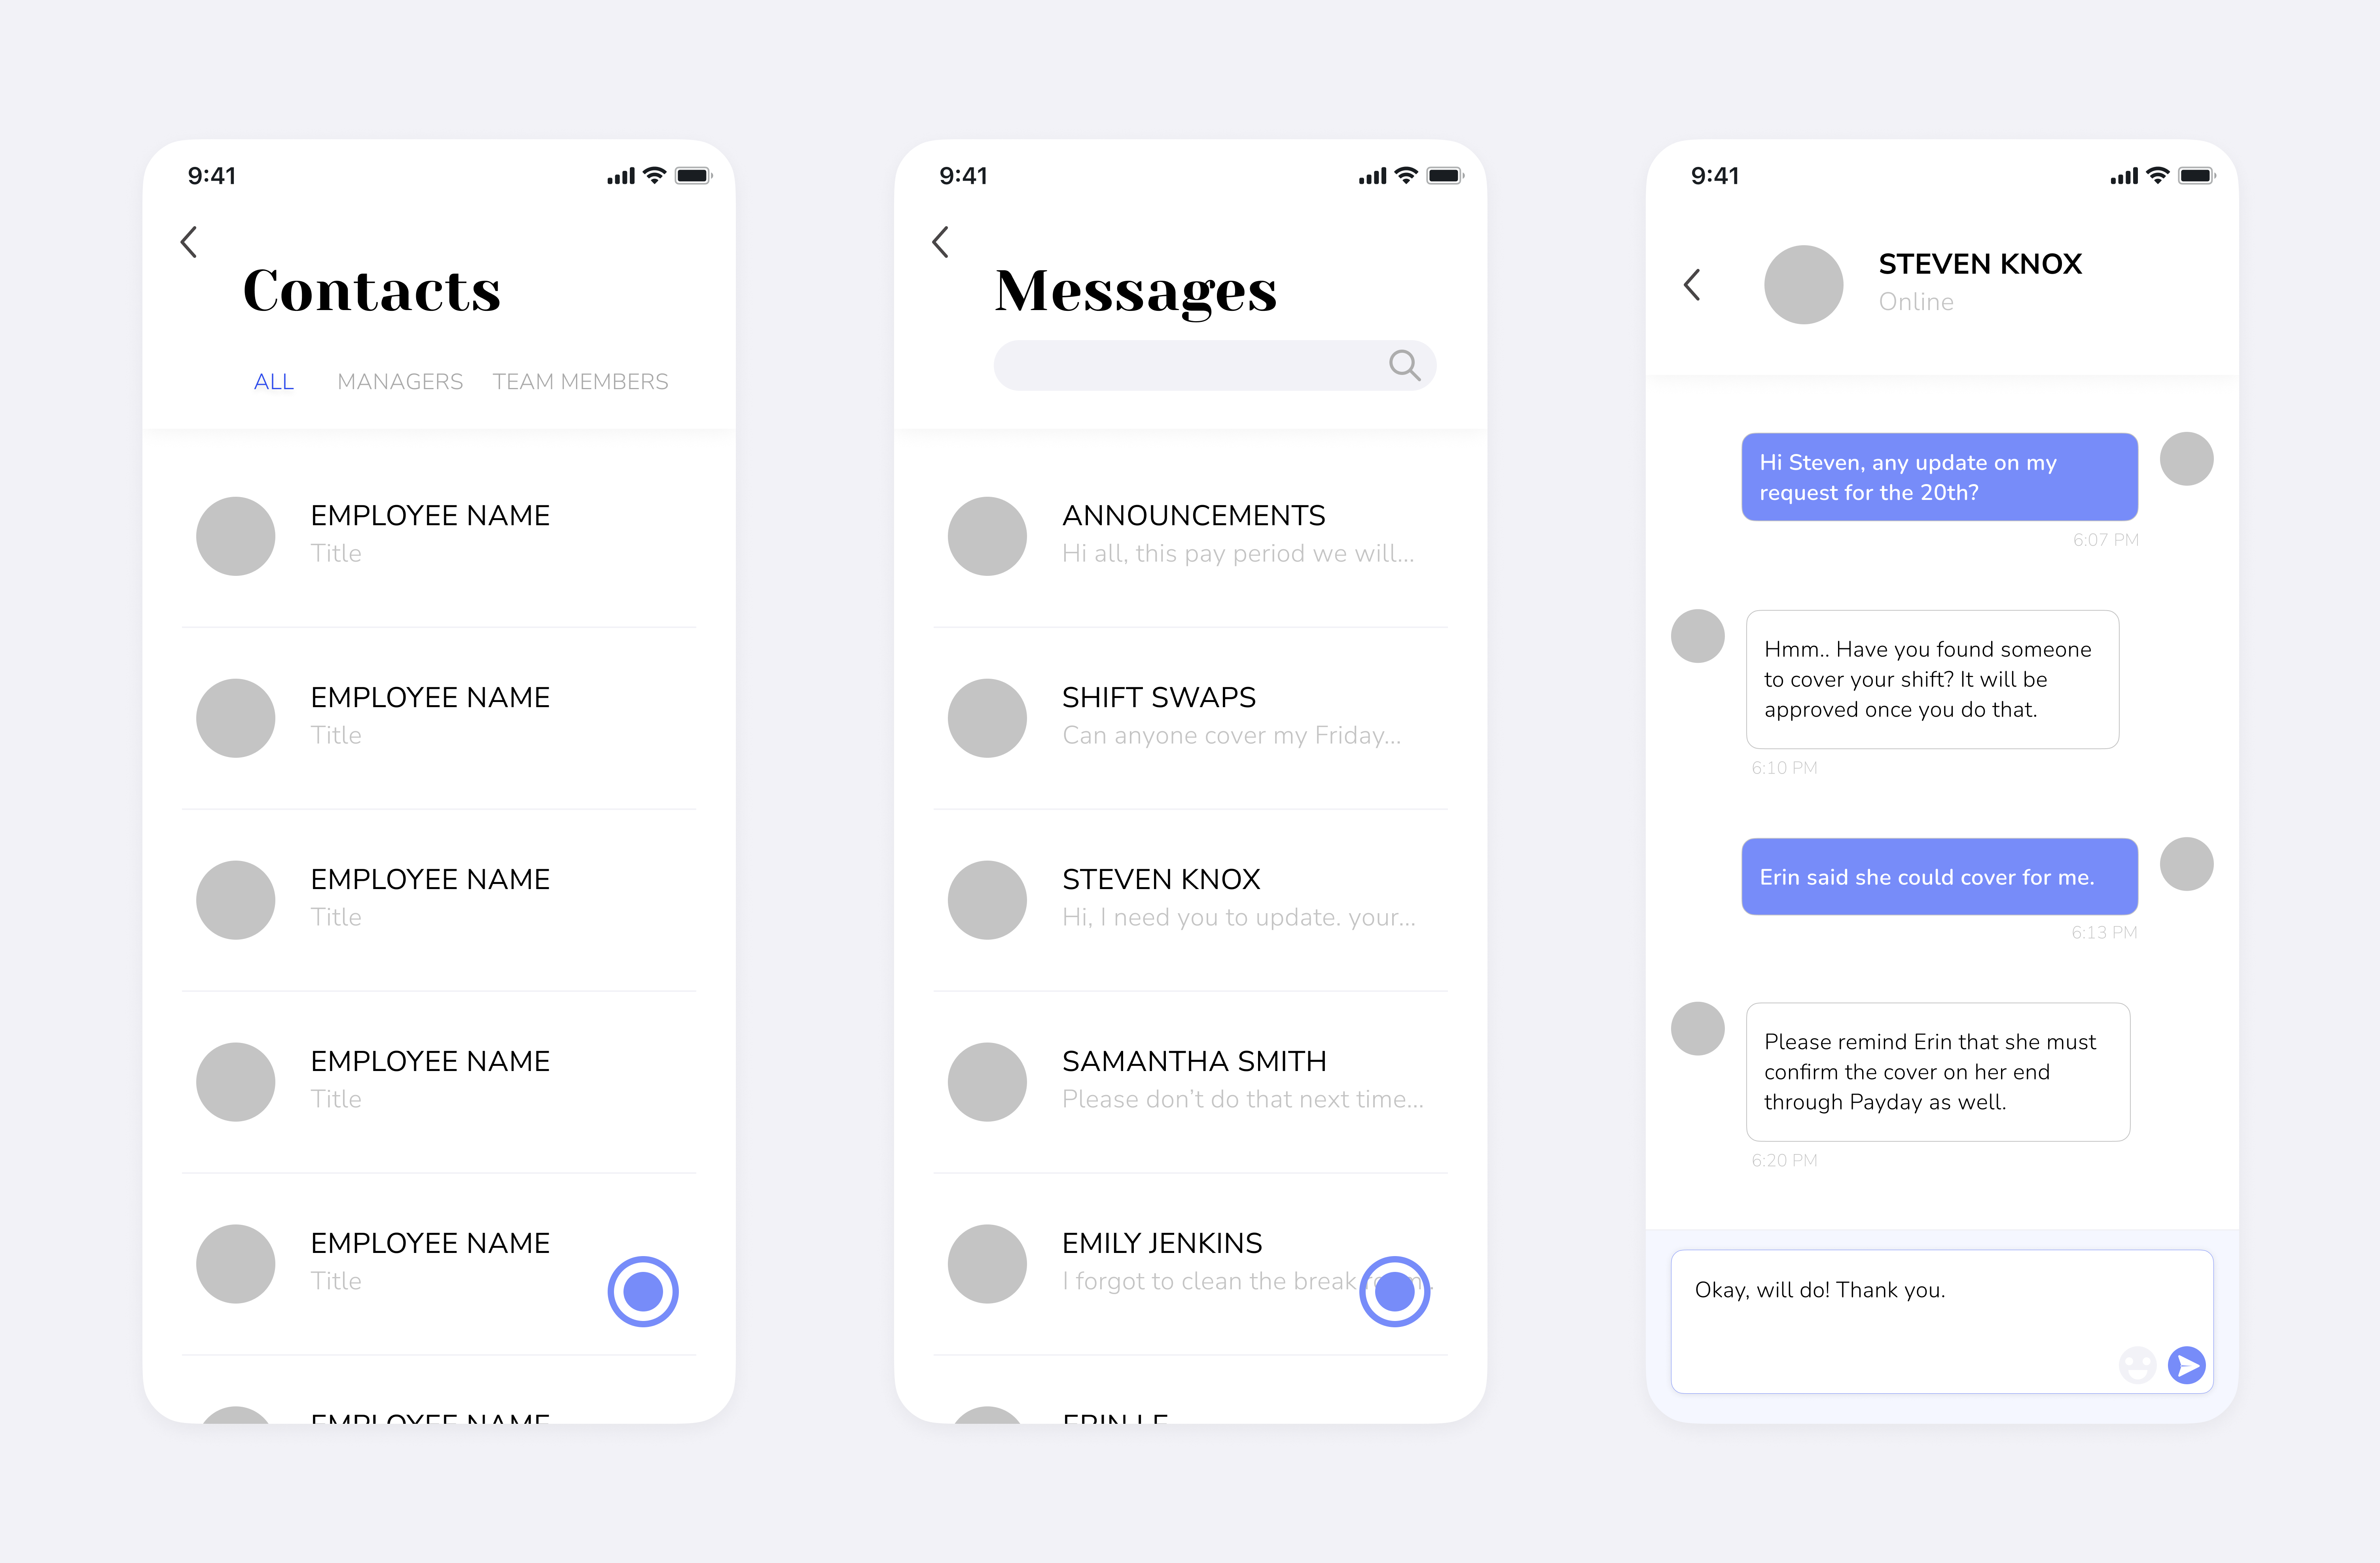 9:41
Contacts
ALL MANAGERS TEAM MEMBERS
EMPLOYEE NAME
Title
EMPLOYEE NAME
Title
EMPLOYEE NAME
Title
EMPLOYEE NAME
Title
EMPLOYEE NAME
Title
EMPLOYEE NAME
9:41
Messages
ANNOUNCEMENTS
Hi all, this pay period we will...
SHIFT SWAPS
Can anyone cover my Friday...
STEVEN KNOX
Hi, I need you to update. your...
SAMANTHA SMITH
Please don’t do that next time...
EMILY JENKINS
I forgot to clean the break room..
ERIN LE
9:41
STEVEN KNOX
Online
Hi Steven, any update on my
request for the 20th?
6:07 PM
Hmm.. Have you found someone
to cover your shift? It will be
approved once you do that.
6:10 PM
Erin said she could cover for me.
6:13 PM
Please remind Erin that she must
confirm the cover on her end
through Payday as well.
6:20 PM
Okay, will do! Thank you.